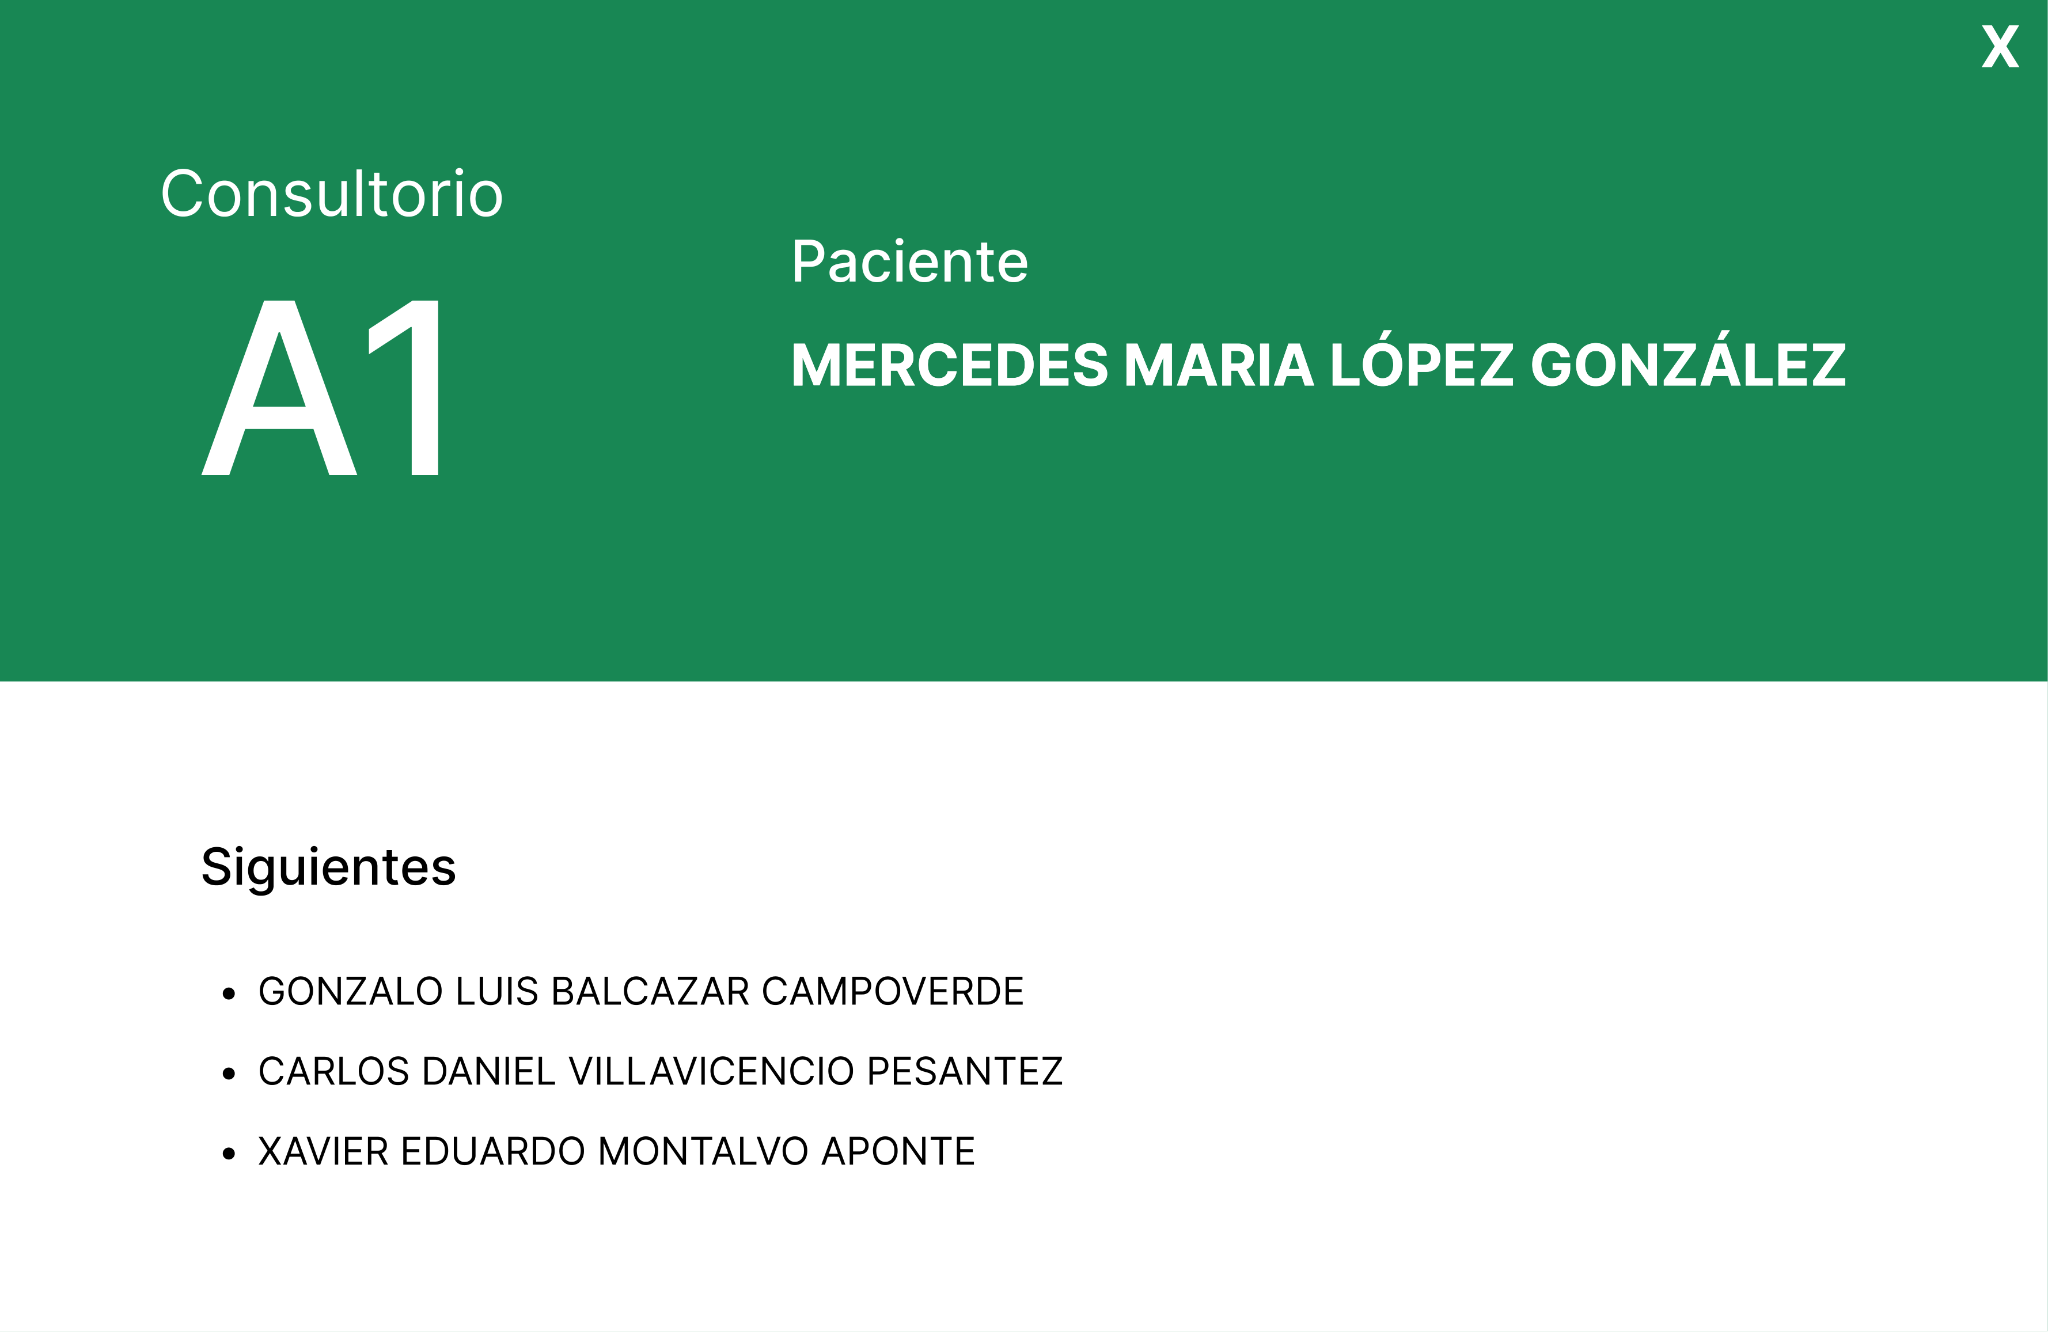 X
Consultorio
A1
Paciente
MERCEDES MARIA LÓPEZ GONZÁLEZ
Siguientes
• GONZALO LUIS BALCAZAR CAMPOVERDE
• CARLOS DANIEL VILLAVICENCIO PESANTEZ
• XAVIER EDUARDO MONTALVO APONTE